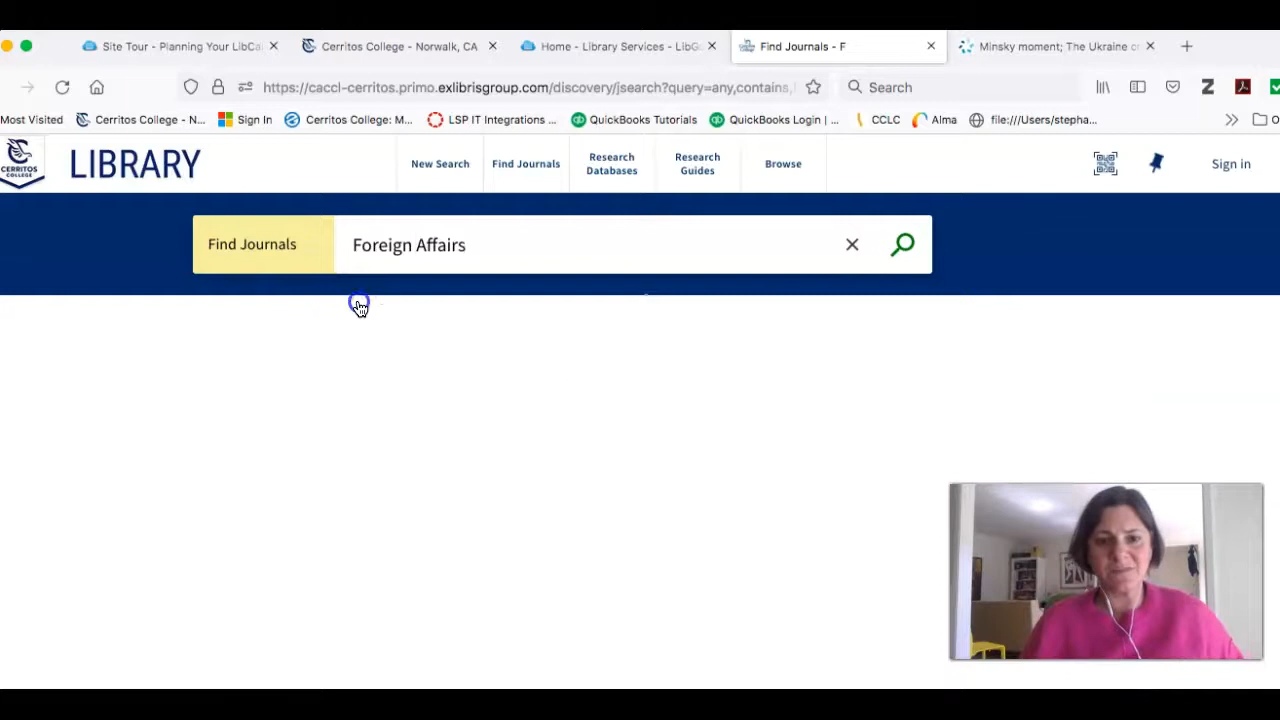 Site Tour - Planning Your LibCa
Cerritos College - Norwalk, CA
Home - Library Services - LibG
Find Journals - F
Minsky moment; The Ukraine cr
https://caccl-cerritos.primo.exlibrisgroup.com/discovery/jsearch?query=any,contains,
Search
Most Visited
Cerritos College - N...
Sign In
Cerritos College: M...
LSP IT Integrations ...
QuickBooks Tutorials
QuickBooks Login | ...
CCLC
Alma
file:///Users/stepha...
CERRITOS
COLLEGE
LIBRARY
New Search
Find Journals
Research
Databases
Research
Guides
Browse
Sign in
Find Journals
Foreign Affairs